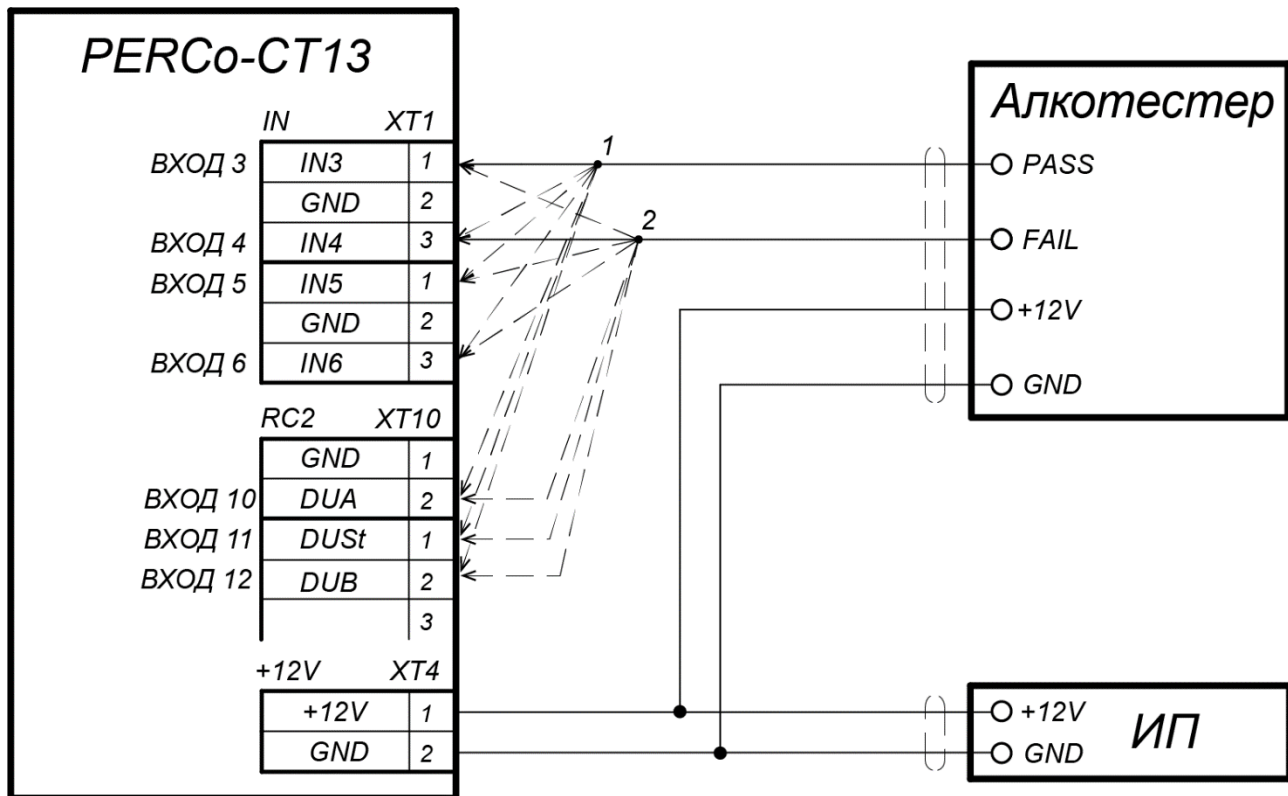 PERCo-CT13
IN XT1
ВХОД 3 IN3 1
GND 2
ВХОД 4 IN4 3
ВХОД 5 IN5 1
GND 2
ВХОД 6 IN6 3
RC2 XT10
GND 1
ВХОД 10 DUA 2
ВХОД 11 DUSt 1
ВХОД 12 DUB 2
3
+12V XT4
+12V 1
GND 2
1
2
Алкотестер
PASS
FAIL
+12V
GND
+12V
ИП
GND